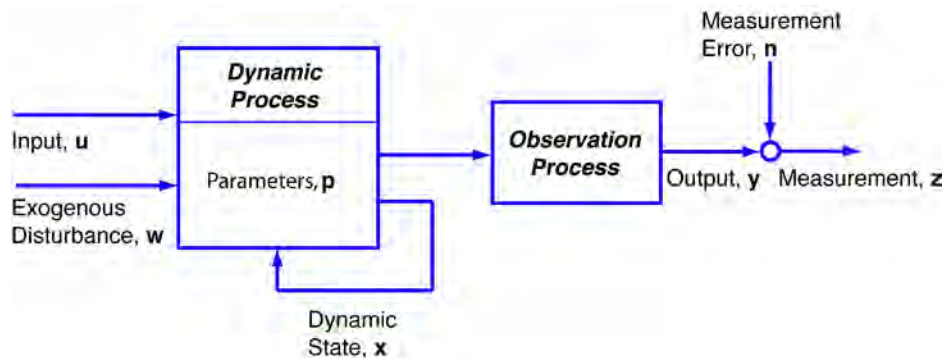 Dynamic
Process
Parameters, p
Input, u
Exogenous
Disturbance, w
Dynamic
State, x
Observation
Process
Measurement
Error, n
Output, y
Measurement, z